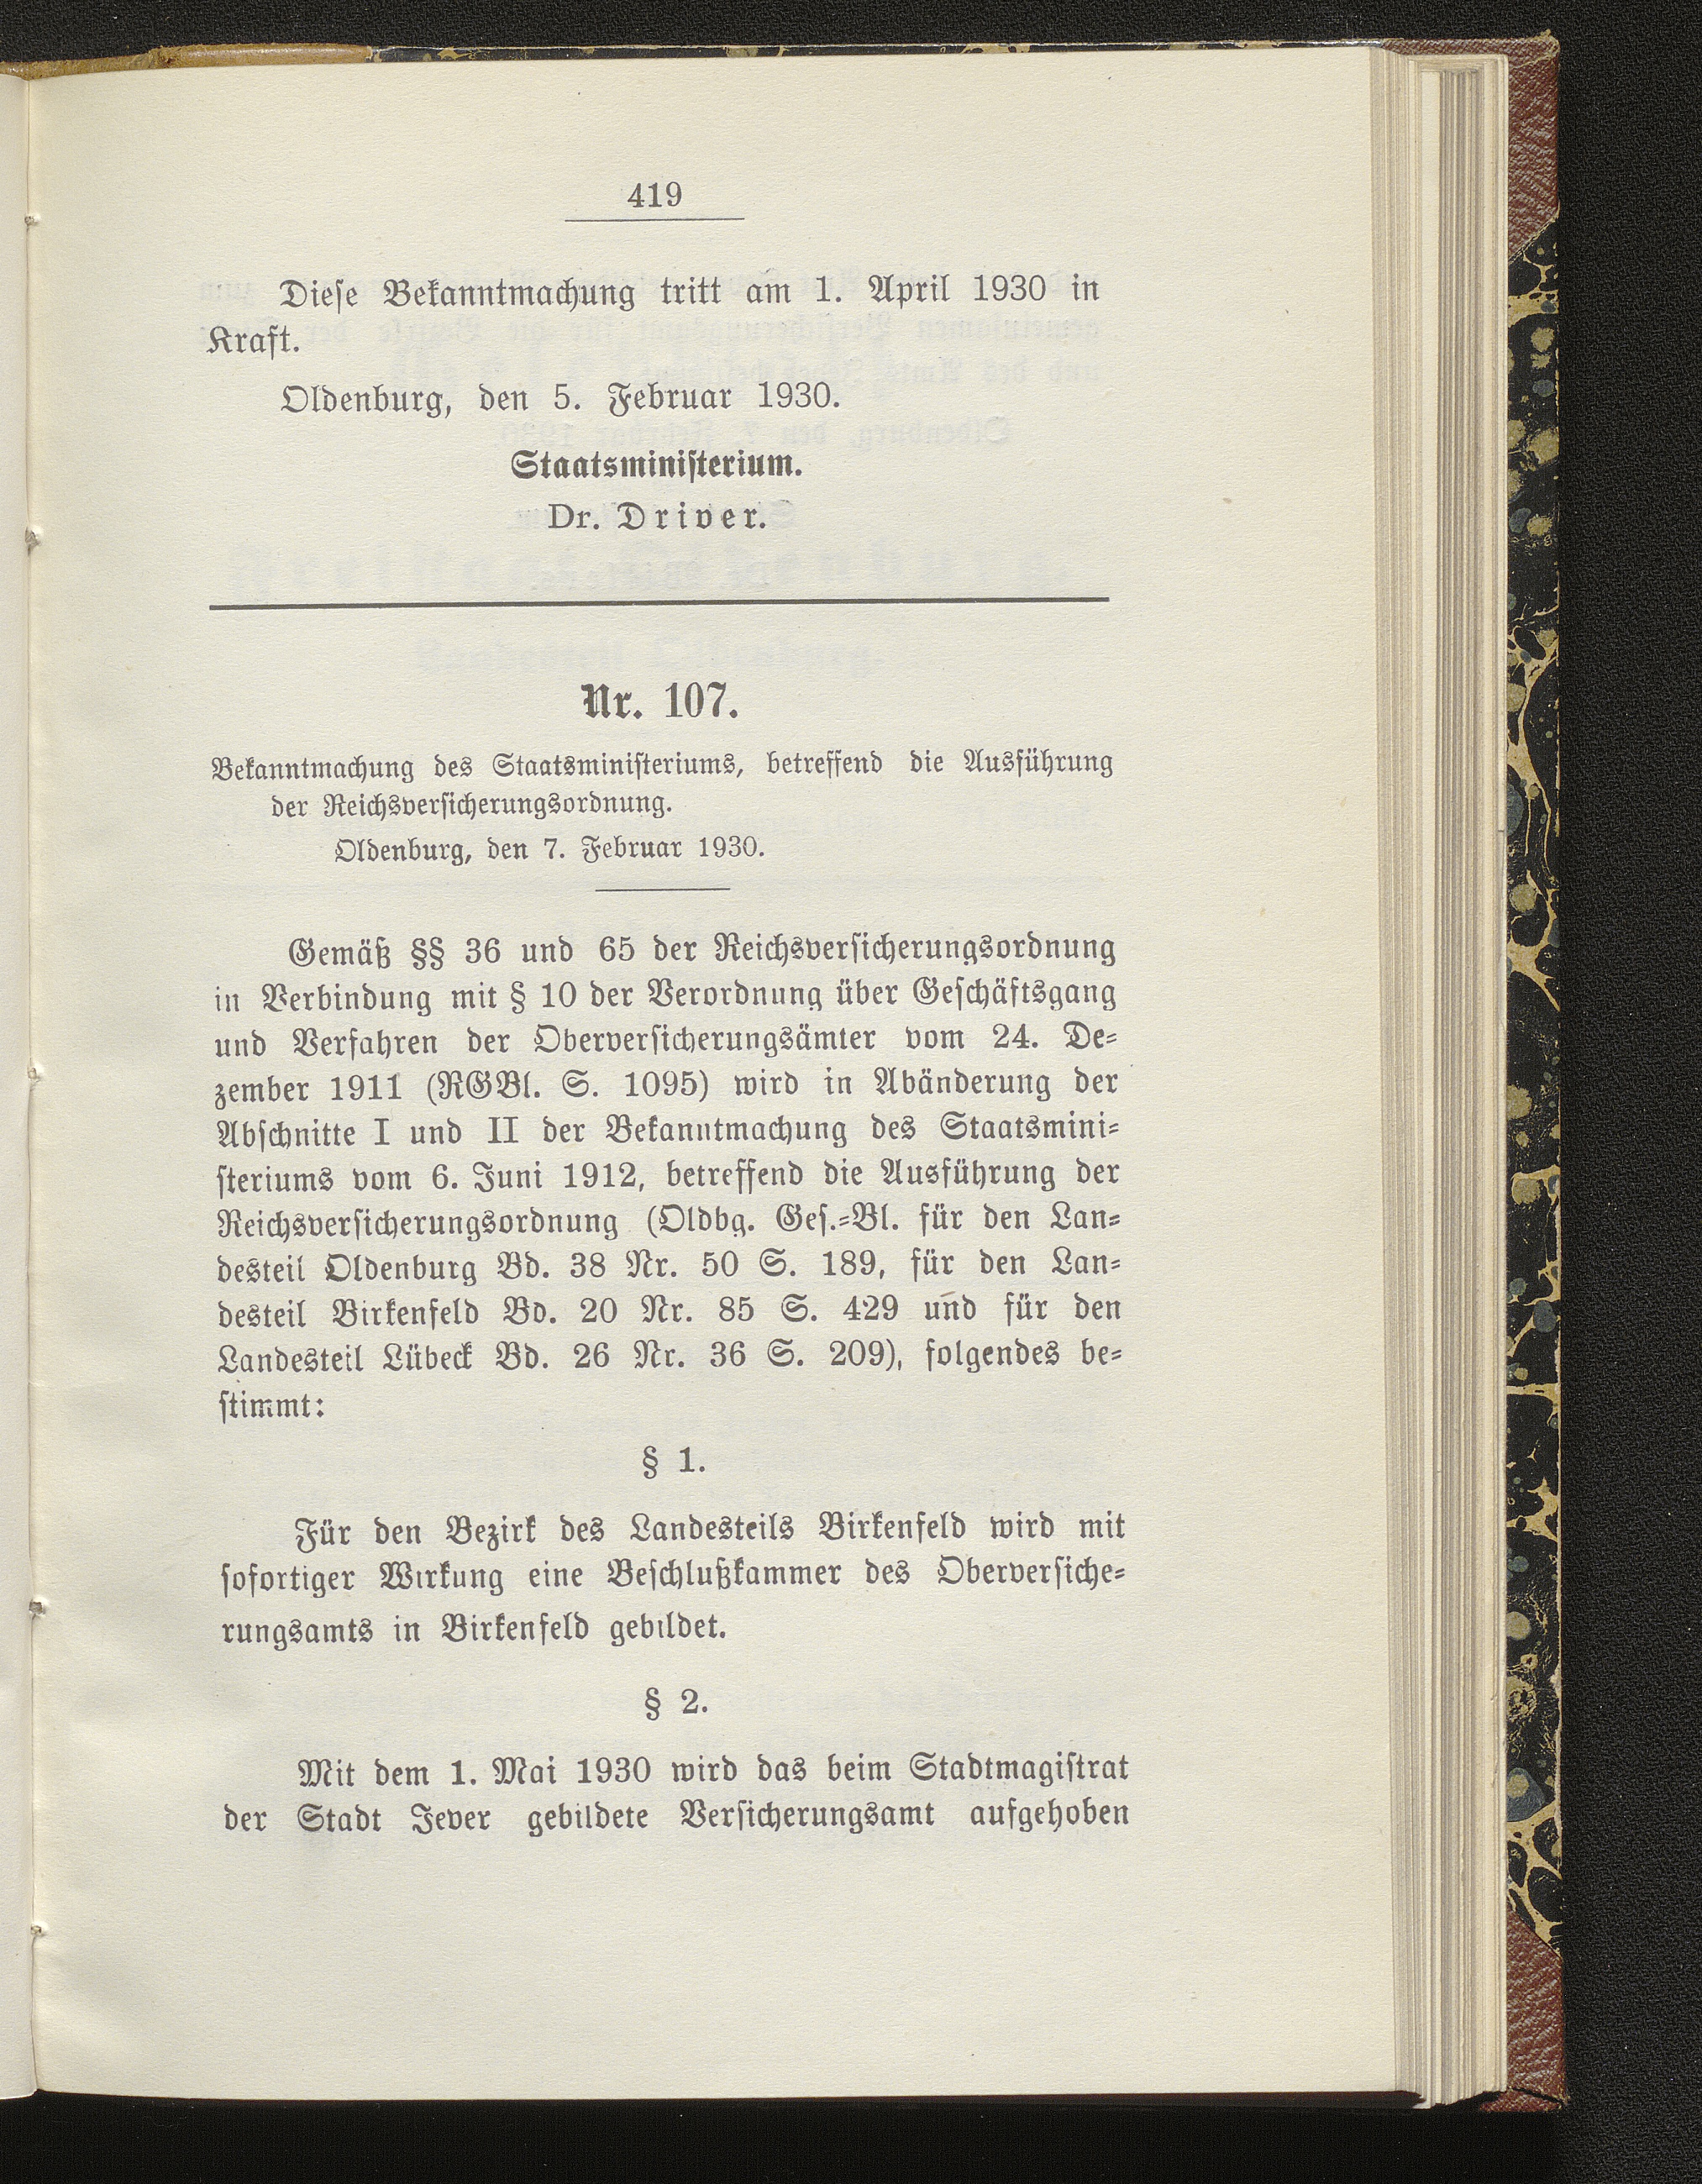 419
Diese Bekanntmachung tritt am 1. April 1930 in
Kraft.
Oldenburg, den 5. Februar 1930.
Staatsministerium.
Dr. Driver.
Nr. 107.
Bekanntmachung des Staatsministeriums, betreffend die Ausführung
der Reichsversicherungsordnung.
Oldenburg, den 7. Februar 1930.
Gemäß §§ 36 und 65 der Reichsversicherungsordnung
in Verbindung mit § 10 der Verordnung über Geschäftsgang
und Verfahren der Oberversicherungsämter vom 24. De-
zember 1911 (RGBl. S. 1095) wird in Abänderung der
Abschnitte I und II der Bekanntmachung des Staatsmini-
steriums vom 6. Juni 1912, betreffend die Ausführung der
Reichsversicherungsordnung (Oldbg. Ges.-Bl. für den Lan-
desteil Oldenburg Bd. 38 Nr. 50 S. 189, für den Lan-
desteil Birkenfeld Bd. 20 Nr. 85 S. 429 und für den
Landesteil Lübeck Bd. 26 Nr. 36 S. 209), folgendes be-
stimmt:
§ 1.
Für den Bezirk des Landesteils Birkenfeld wird mit
sofortiger Wirkung eine Beschlußkammer des Oberversiche-
rungsamts in Birkenfeld gebildet.
§ 2.
Mit dem 1. Mai 1930 wird das beim Stadtmagistrat
der Stadt Jever gebildete Versicherungsamt aufgehoben